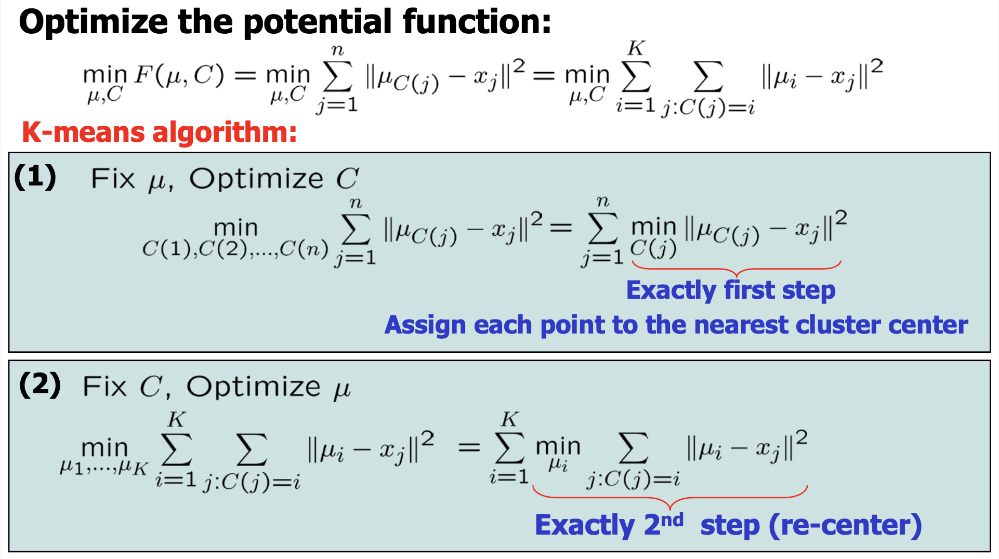 Optimize the potential function:
$\min_{\mu,C} F(\mu, C) = \min_{\mu,C} \sum_{j=1}^{n} \|\mu_{C(j)} - x_j\|^2 = \min_{\mu,C} \sum_{i=1}^{K} \sum_{j:C(j)=i} \|\mu_i - x_j\|^2$
K-means algorithm:
(1) Fix $\mu$, Optimize $C$
$\min_{C(1),C(2),\ldots,C(n)} \sum_{j=1}^{n} \|\mu_{C(j)} - x_j\|^2 = \sum_{j=1}^{n} \min_{C(j)} \|\mu_{C(j)} - x_j\|^2$
Exactly first step
Assign each point to the nearest cluster center
(2) Fix $C$, Optimize $\mu$
$\min_{\mu_1,\ldots,\mu_K} \sum_{i=1}^{K} \sum_{j:C(j)=i} \|\mu_i - x_j\|^2 = \sum_{i=1}^{K} \min_{\mu_i} \sum_{j:C(j)=i} \|\mu_i - x_j\|^2$
Exactly 2nd step (re-center)